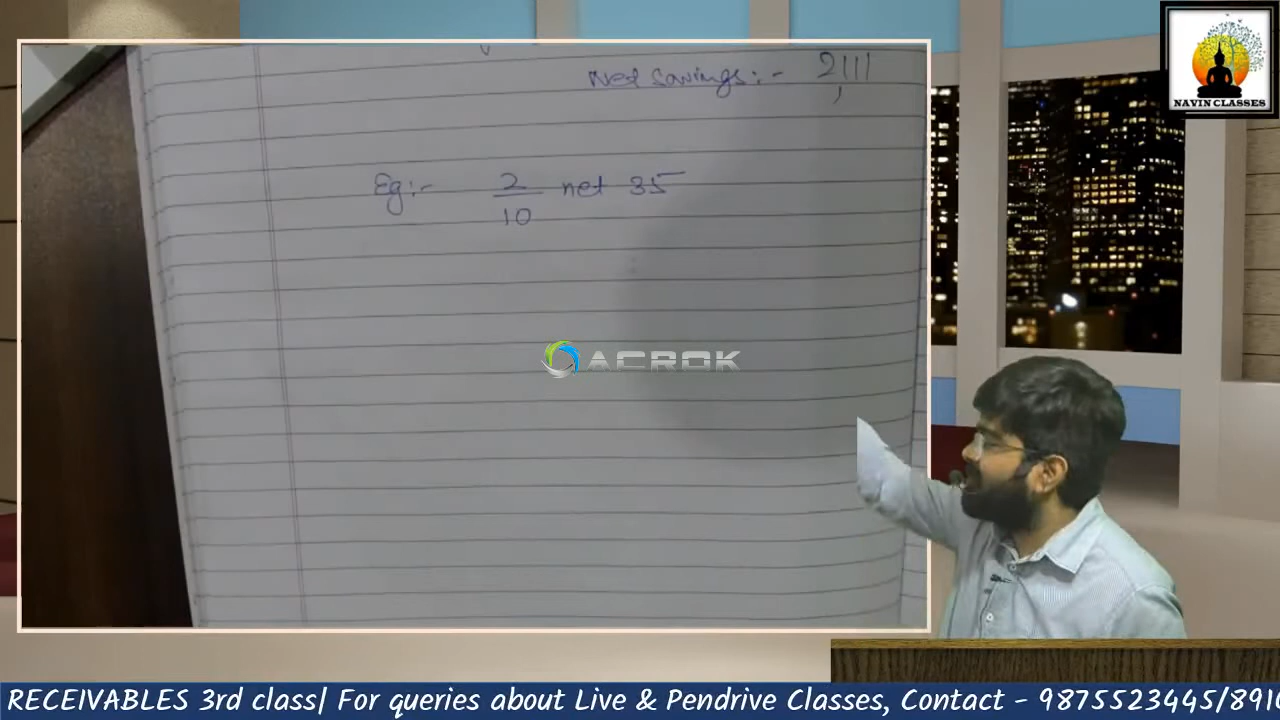 Net Savings:- 2111
Eg:- 2/10 net 35
ACROK
NAVIN CLASSES
RECEIVABLES 3rd class| For queries about Live & Pendrive Classes, Contact - 9875523445/891